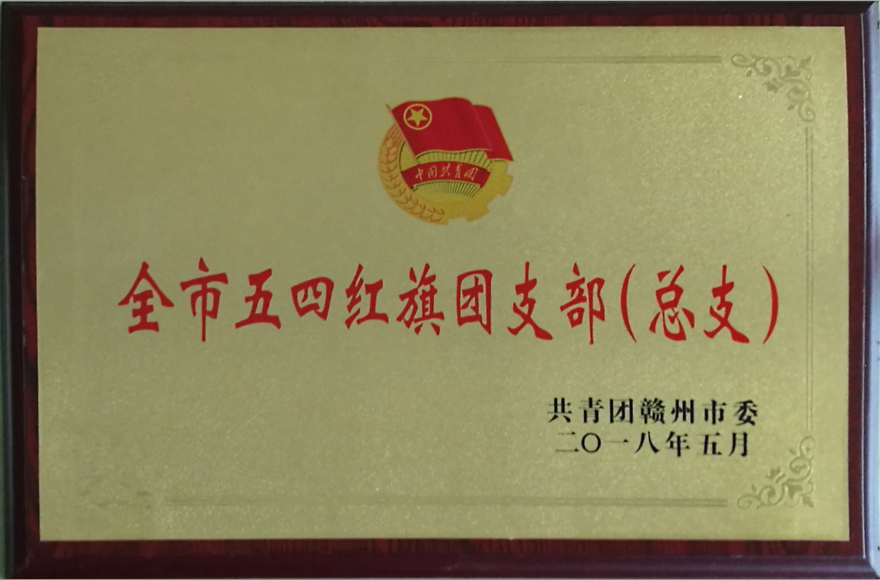 中国共青团
全市五四红旗团支部(总支)
共青团赣州市委
二〇一八年五月